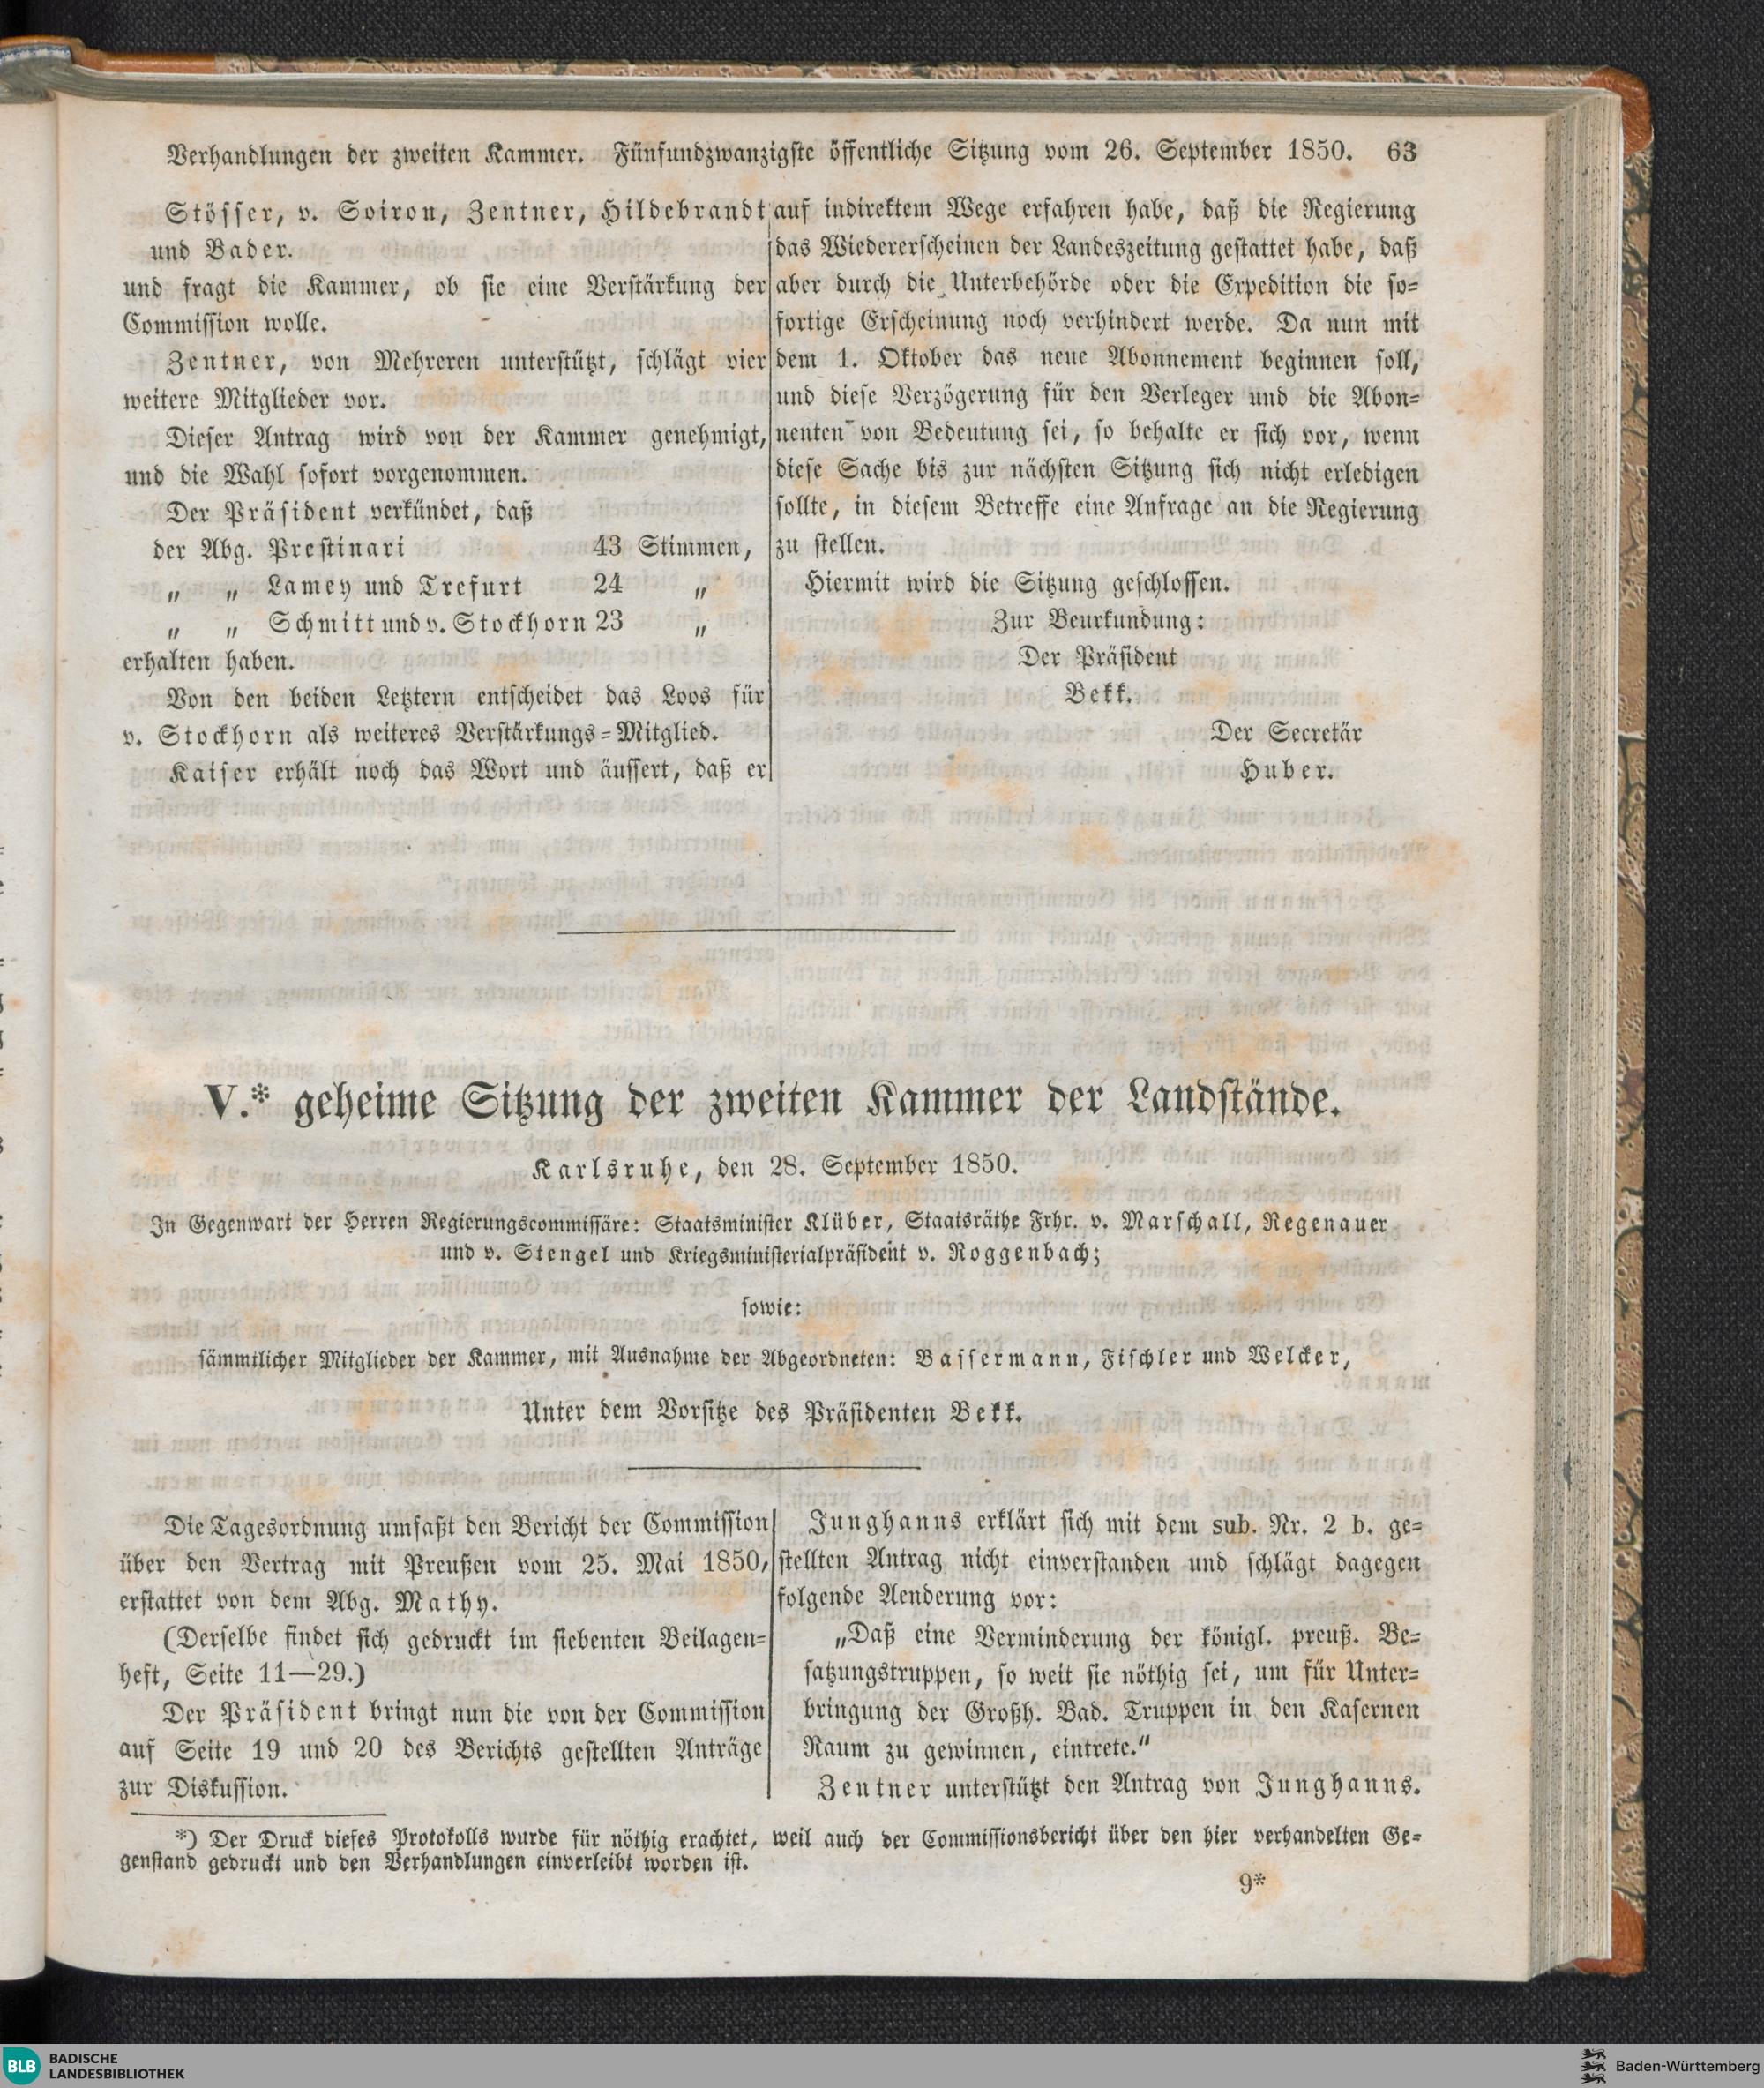 Verhandlungen der zweiten Kammer. Fünfundzwanzigste öffentliche Sitzung vom 26. September 1850. 63
Stösser, v. Soiron, Zentner, Hildebrandt
und Bader.
und fragt die Kammer, ob sie eine Verstärkung der
Commission wolle.
Zentner, von Mehreren unterstützt, schlägt vier
weitere Mitglieder vor.
Dieser Antrag wird von der Kammer genehmigt,
und die Wahl sofort vorgenommen.
Der Präsident verkündet, daß
der Abg. Prestinari 43 Stimmen,
„ „ Lamey und Trefurt 24 „
„ „ Schmitt und v. Stockhorn 23 „
erhalten haben.
Von den beiden Letztern entscheidet das Loos für
v. Stockhorn als weiteres Verstärkungs=Mitglied.
Kaiser erhält noch das Wort und äussert, daß er
auf indirektem Wege erfahren habe, daß die Regierung
das Wiedererscheinen der Landeszeitung gestattet habe, daß
aber durch die Unterbehörde oder die Expedition die so=
fortige Erscheinung noch verhindert werde. Da nun mit
dem 1. Oktober das neue Abonnement beginnen soll,
und diese Verzögerung für den Verleger und die Abon=
nenten von Bedeutung sei, so behalte er sich vor, wenn
diese Sache bis zur nächsten Sitzung sich nicht erledigen
sollte, in diesem Betreffe eine Anfrage an die Regierung
zu stellen.
Hiermit wird die Sitzung geschlossen.
Zur Beurkundung:
Der Präsident
Bekk.
Der Secretär
Huber.
V.* geheime Sitzung der zweiten Kammer der Landstände.
Karlsruhe, den 28. September 1850.
In Gegenwart der Herren Regierungscommissäre: Staatsminister Klüber, Staatsräthe Frhr. v. Marschall, Regenauer
und v. Stengel und Kriegsministerialpräsident v. Roggenbach;
sowie:
sämmtlicher Mitglieder der Kammer, mit Ausnahme der Abgeordneten: Bassermann, Fischler und Welcker,
Unter dem Vorsitze des Präsidenten Bekk.
Die Tagesordnung umfaßt den Bericht der Commission
über den Vertrag mit Preußen vom 25. Mai 1850,
erstattet von dem Abg. Mathy.
(Derselbe findet sich gedruckt im siebenten Beilagen=
heft, Seite 11—29.)
Der Präsident bringt nun die von der Commission
auf Seite 19 und 20 des Berichts gestellten Anträge
zur Diskussion.
Junghanns erklärt sich mit dem sub. Nr. 2 b. ge=
stellten Antrag nicht einverstanden und schlägt dagegen
folgende Aenderung vor:
„Daß eine Verminderung der königl. preuß. Be=
satzungstruppen, so weit sie nöthig sei, um für Unter=
bringung der Großh. Bad. Truppen in den Kasernen
Raum zu gewinnen, eintrete.“
Zentner unterstützt den Antrag von Junghanns.
*) Der Druck dieses Protokolls wurde für nöthig erachtet, weil auch der Commissionsbericht über den hier verhandelten Ge=
genstand gedruckt und den Verhandlungen einverleibt worden ist.
9*
BLB BADISCHE
LANDESBIBLIOTHEK
Baden-Württemberg